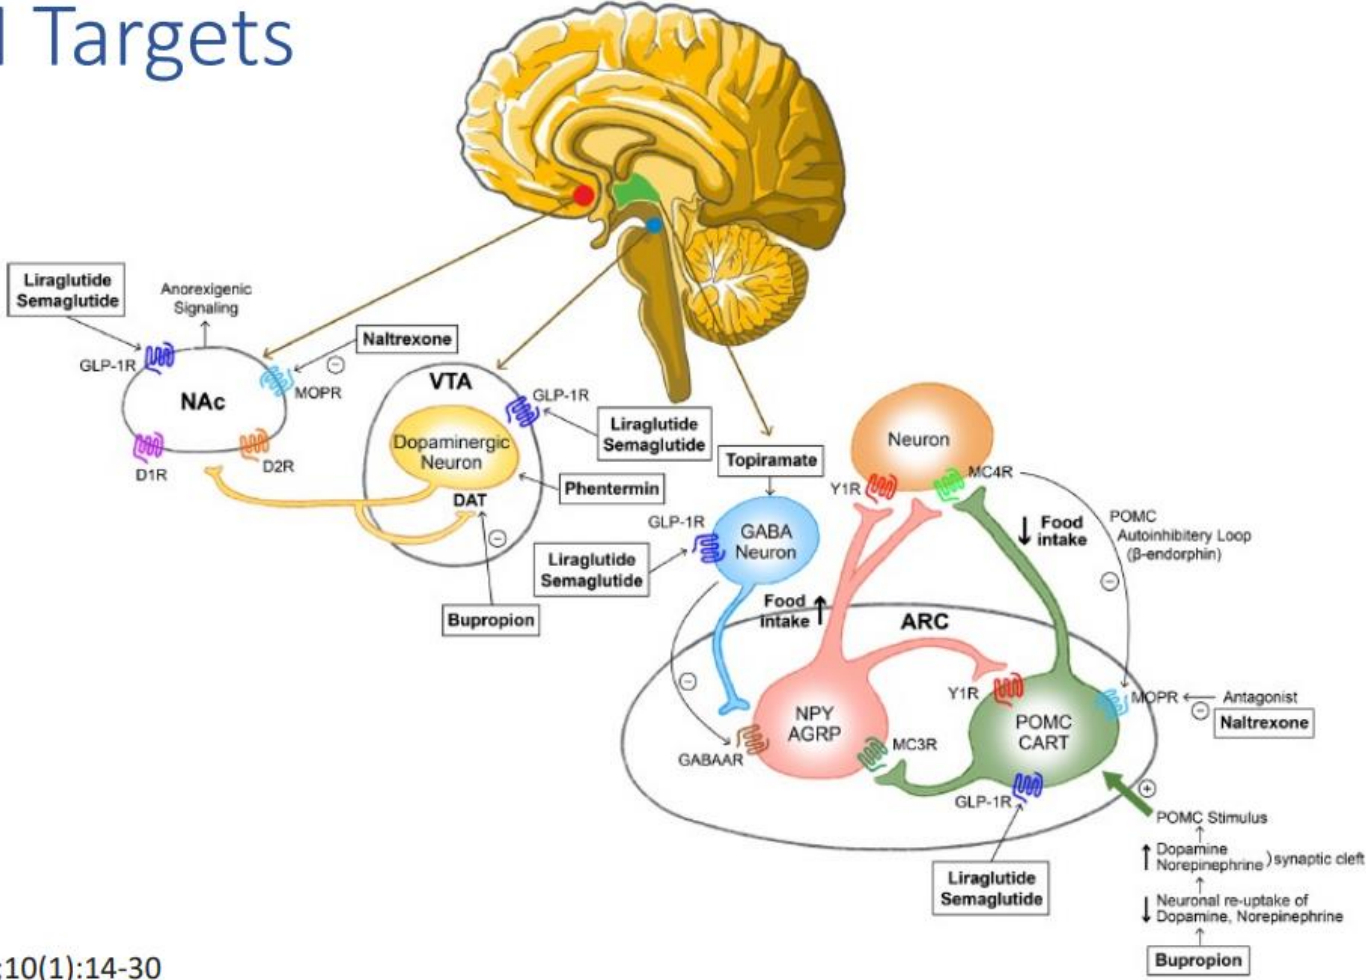 Targets
Liraglutide
Semaglutide
Anorexigenic
Signaling
GLP-1R
Naltrexone
MOPR
NAc
D1R
D2R
VTA
GLP-1R
Liraglutide
Semaglutide
Dopaminergic
Neuron
Phentermin
DAT
Bupropion
Topiramate
GLP-1R
GABA
Neuron
Liraglutide
Semaglutide
Neuron
Y1R
MC4R
Food
intake
POMC
Autoinhibitery Loop
(β-endorphin)
Food
intake
ARC
NPY
AGRP
GABAAR
Y1R
MC3R
POMC
CART
MOPR
Antagonist
Naltrexone
GLP-1R
Liraglutide
Semaglutide
POMC Stimulus
Dopamine
Norepinephrine ) synaptic cleft
Neuronal re-uptake of
Dopamine, Norepinephrine
Bupropion
:10(1):14-30